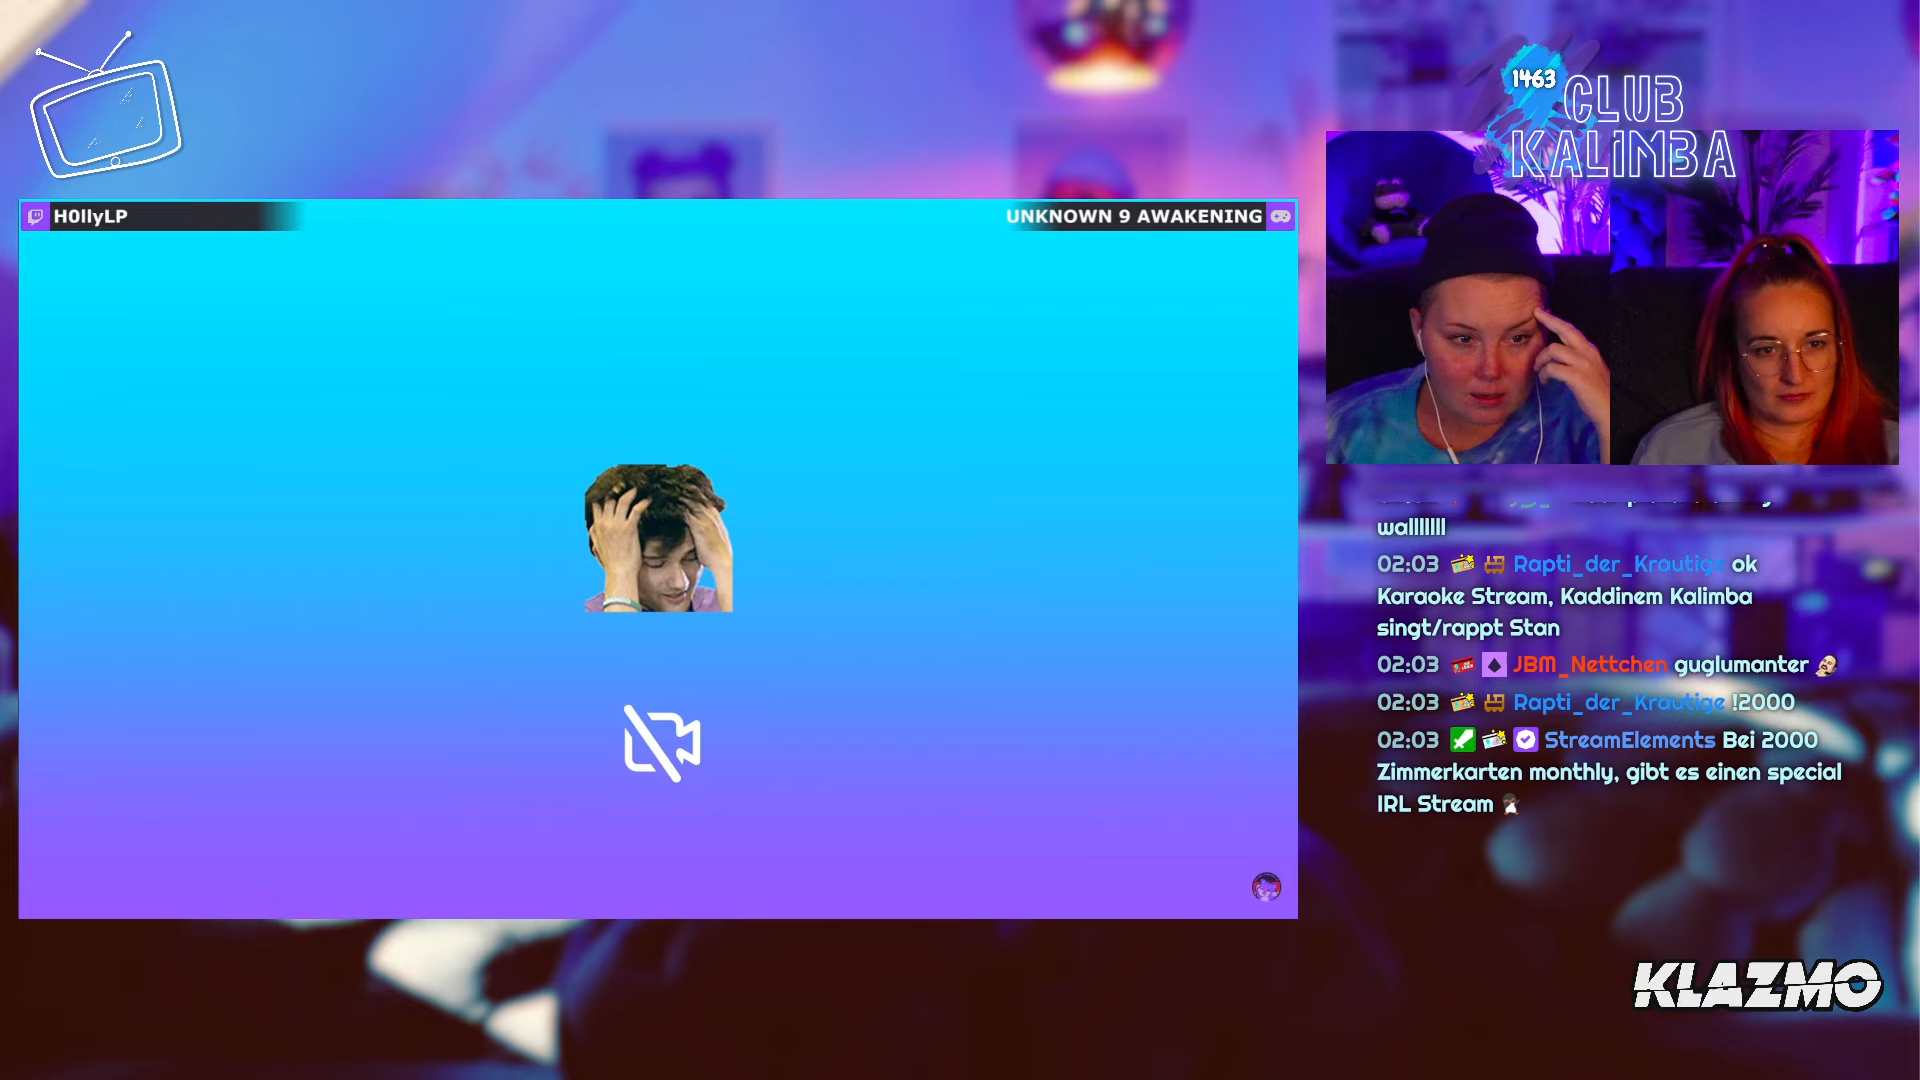 1463
CLUB
KALIMBA
H0llyLP
UNKNOWN 9 AWAKENING
walllllll
02:03 Rapti_der_Krautige ok
Karaoke Stream, Kaddinem Kalimba
singt/rappt Stan
02:03 JBM_Nettchen guglumanter
02:03 Rapti_der_Krautige !2000
02:03 StreamElements Bei 2000
Zimmerkarten monthly, gibt es einen special
IRL Stream
KLAZMO